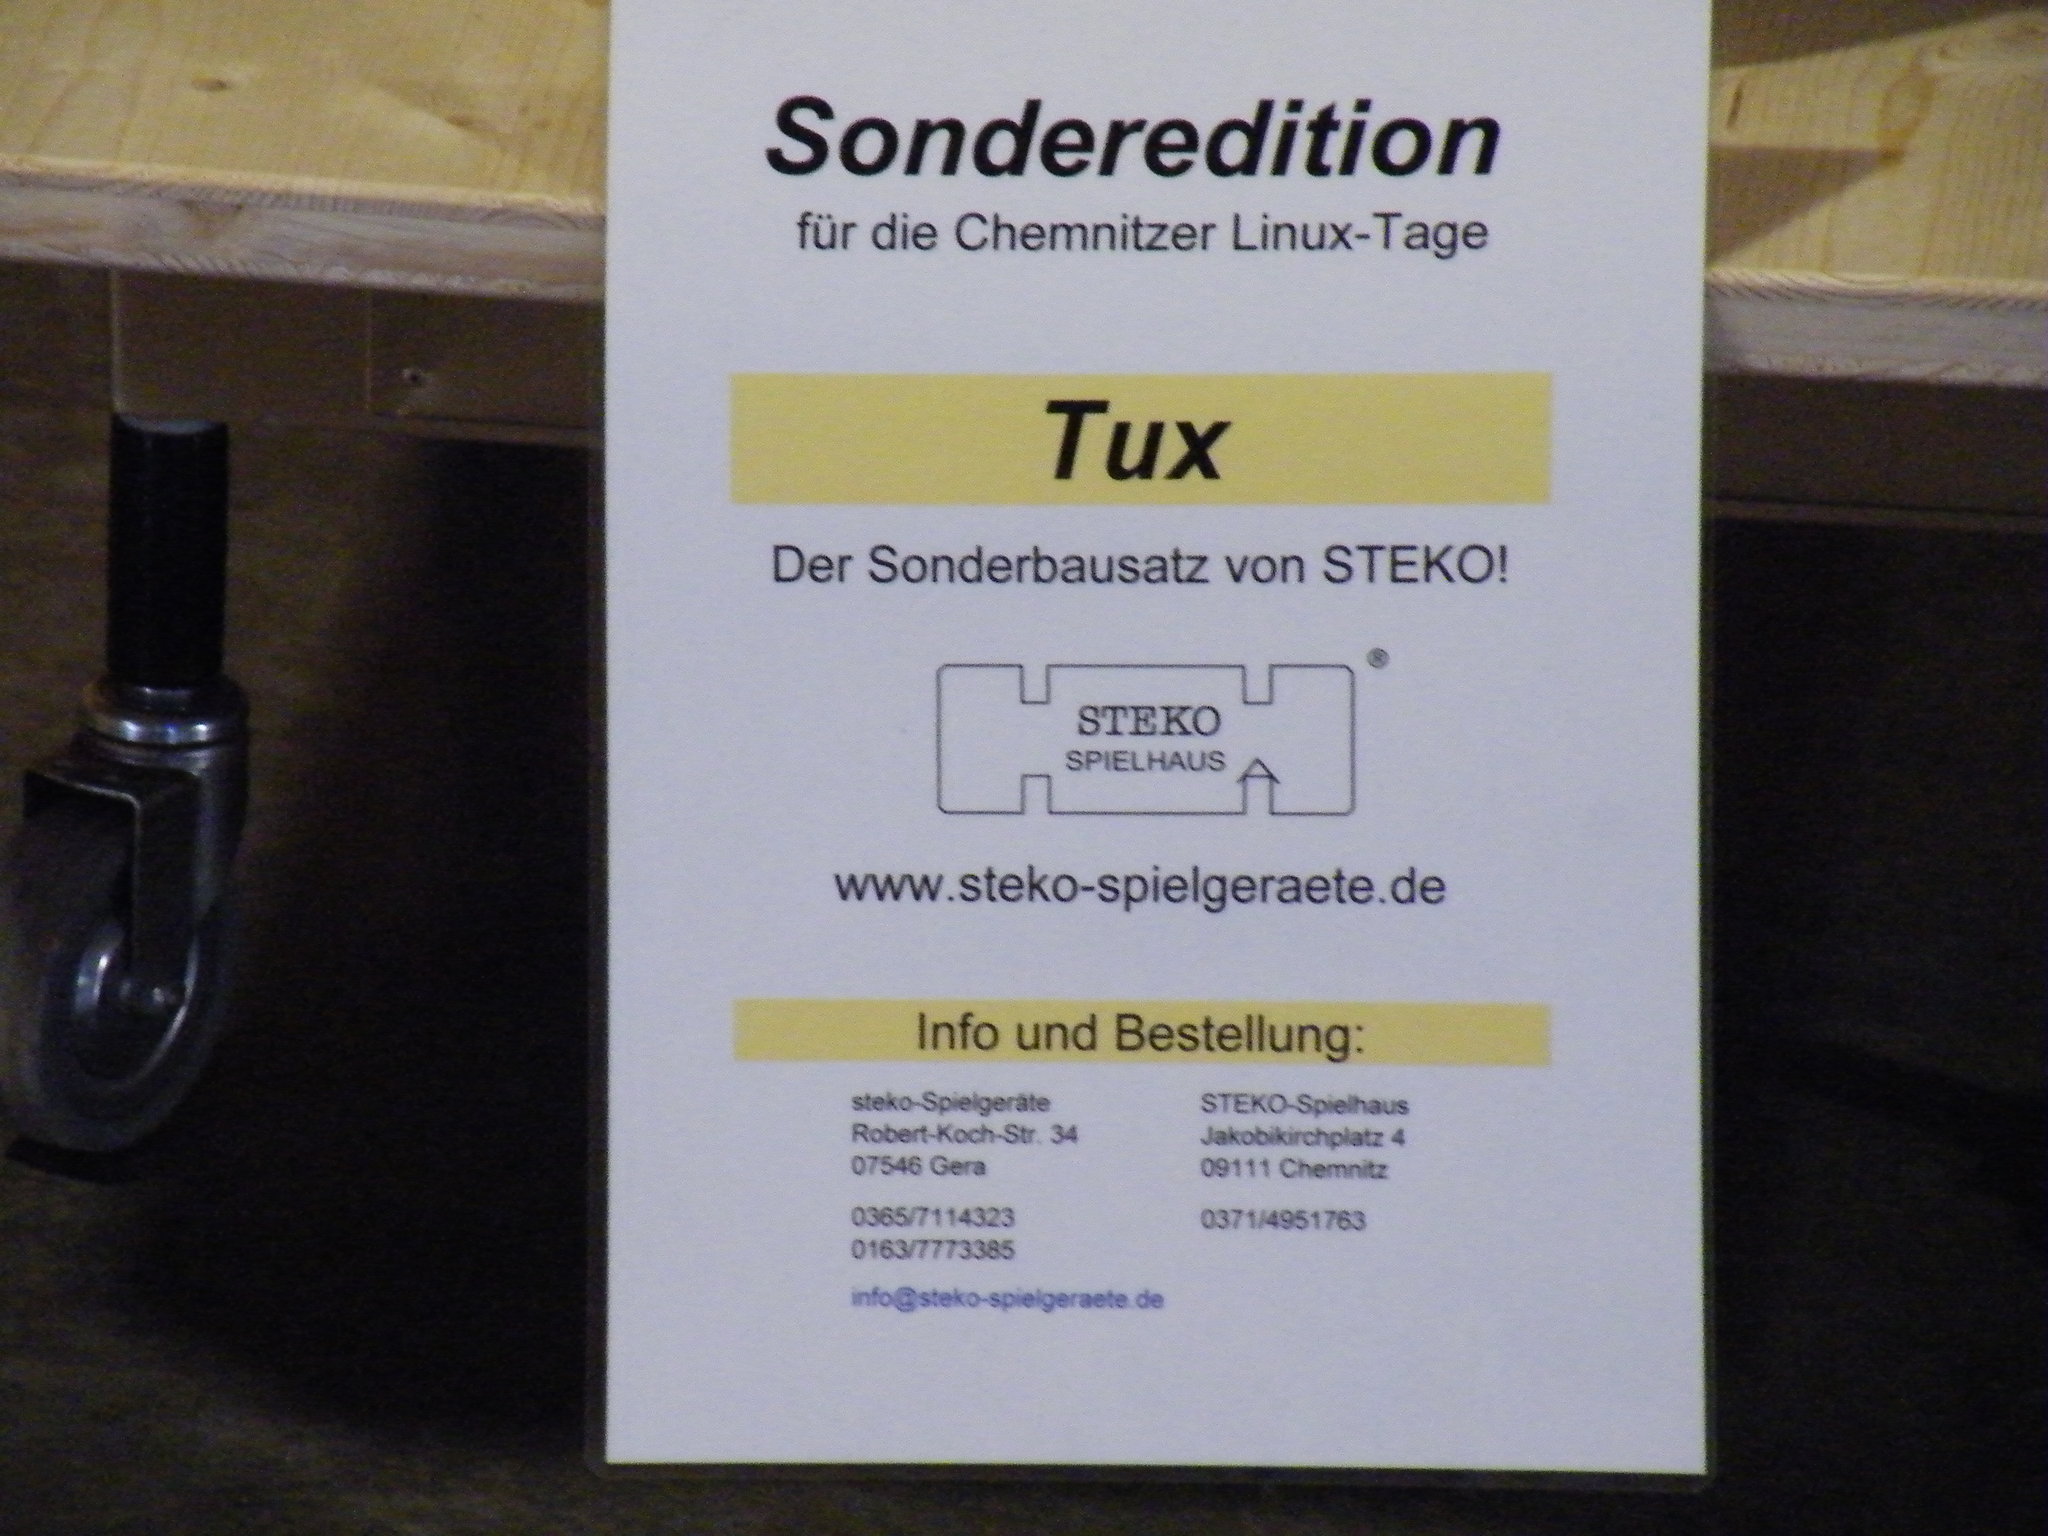 Sonderedition
für die Chemnitzer Linux-Tage
Tux
Der Sonderbausatz von STEKO!
®
STEKO
SPIELHAUS
www.steko-spielgeraete.de
Info und Bestellung:
steko-Spielgeräte
Robert-Koch-Str. 34
07546 Gera
0365/7114323
0163/7773385
info@steko-spielgeraete.de
STEKO-Spielhaus
Jakobikirchplatz 4
09111 Chemnitz
0371/4951763